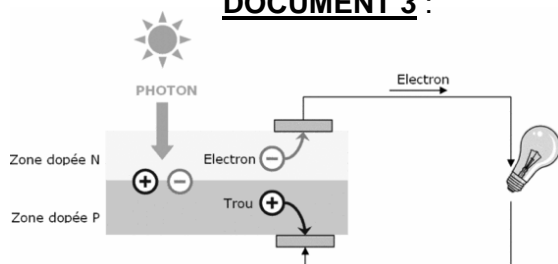 DOCUMENT 3 :
PHOTON
Electron
Zone dopée N
Electron
Trou
Zone dopée P